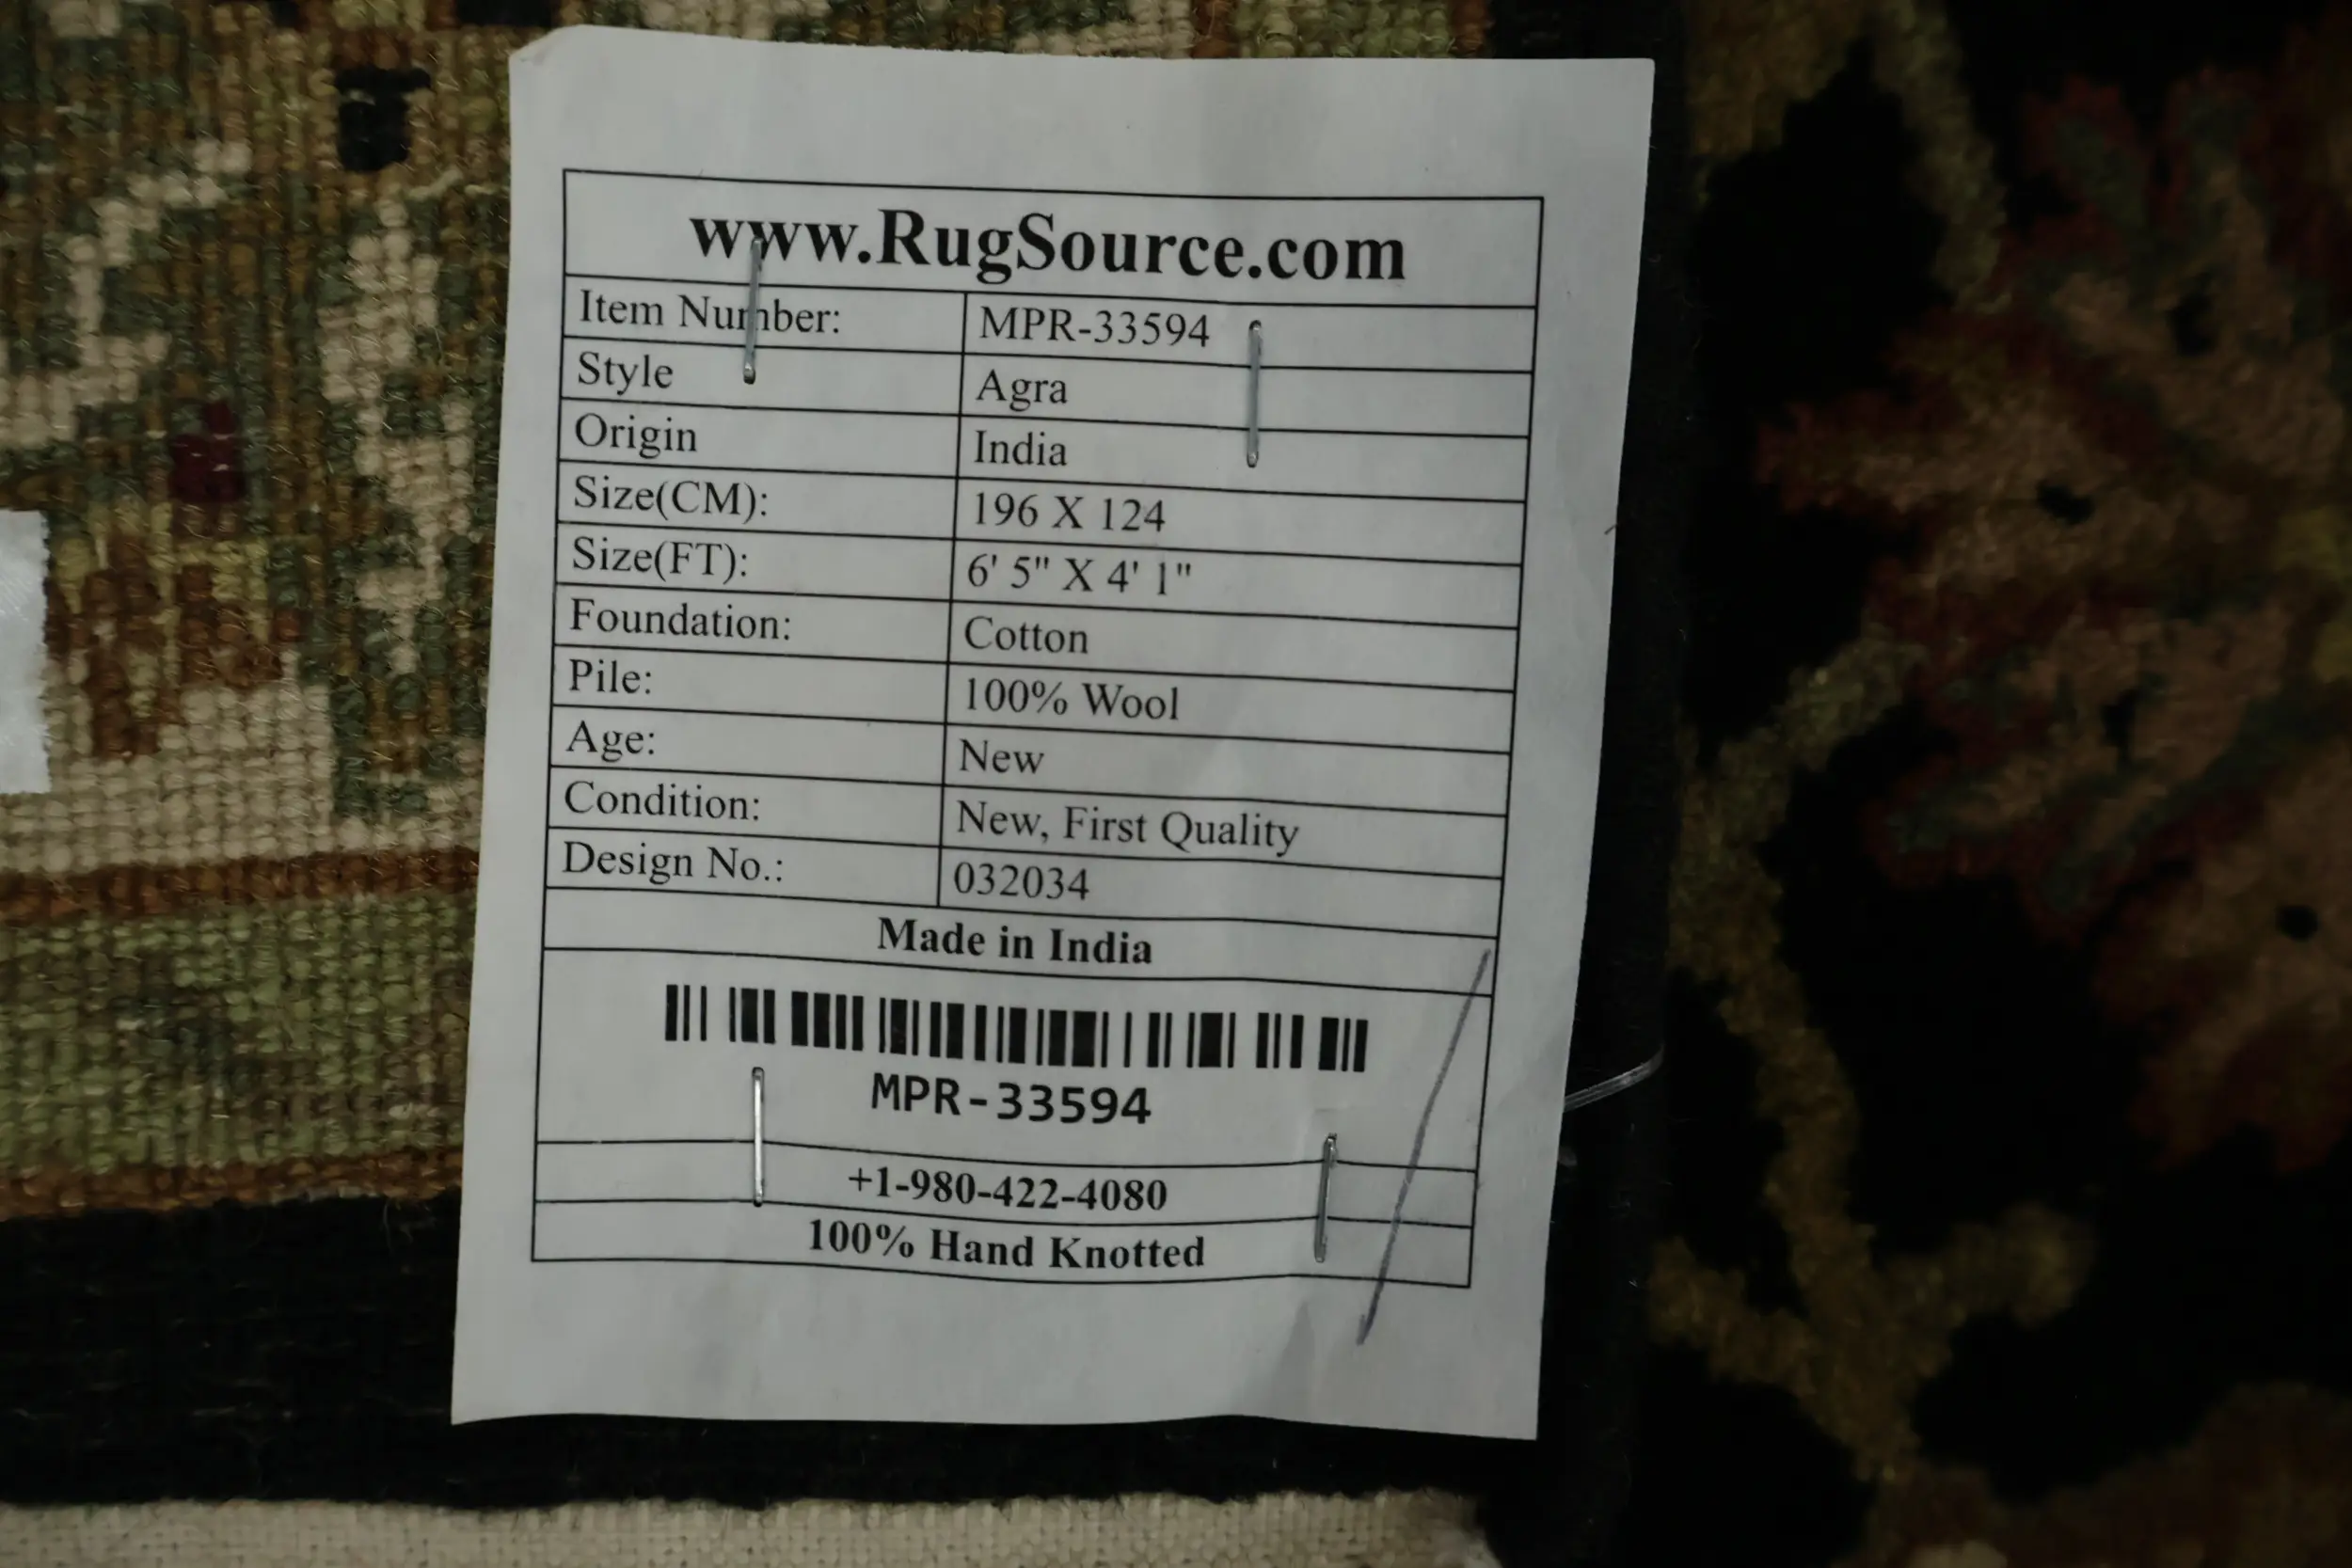 www.RugSource.com
Item Number: MPR-33594
Style Agra
Origin India
Size(CM): 196 X 124
Size(FT): 6' 5" X 4' 1"
Foundation: Cotton
Pile: 100% Wool
Age: New
Condition: New, First Quality
Design No.: 032034
Made in India
MPR-33594
+1-980-422-4080
100% Hand Knotted